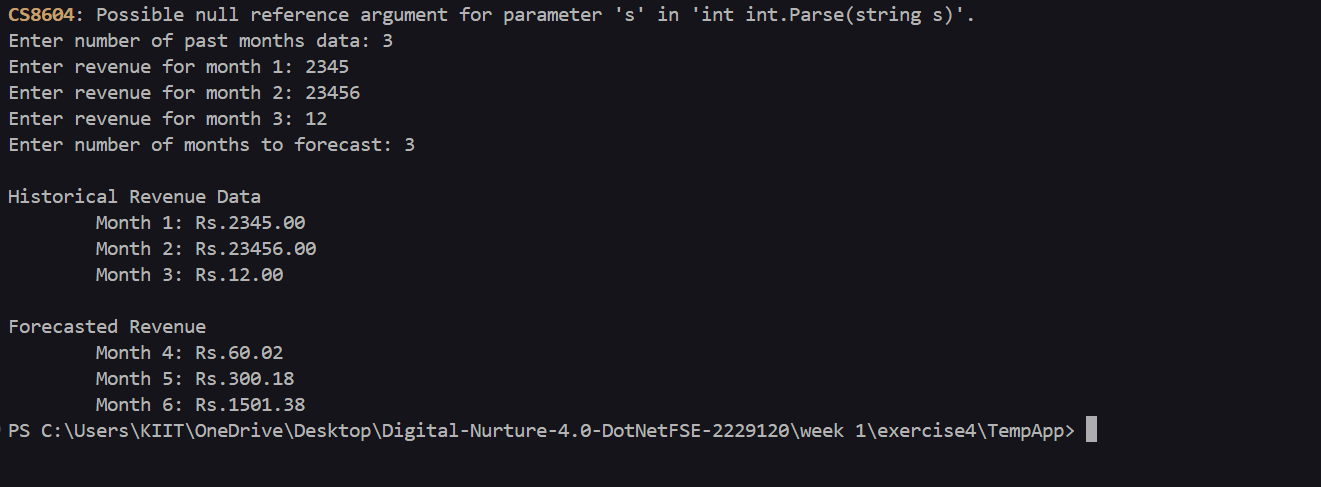 CS8604: Possible null reference argument for parameter 's' in 'int int.Parse(string s)'.
Enter number of past months data: 3
Enter revenue for month 1: 2345
Enter revenue for month 2: 23456
Enter revenue for month 3: 12
Enter number of months to forecast: 3

Historical Revenue Data
        Month 1: Rs.2345.00
        Month 2: Rs.23456.00
        Month 3: Rs.12.00

Forecasted Revenue
        Month 4: Rs.60.02
        Month 5: Rs.300.18
        Month 6: Rs.1501.38
PS C:\Users\KIIT\OneDrive\Desktop\Digital-Nurture-4.0-DotNetFSE-2229120\week 1\exercise4\TempApp>